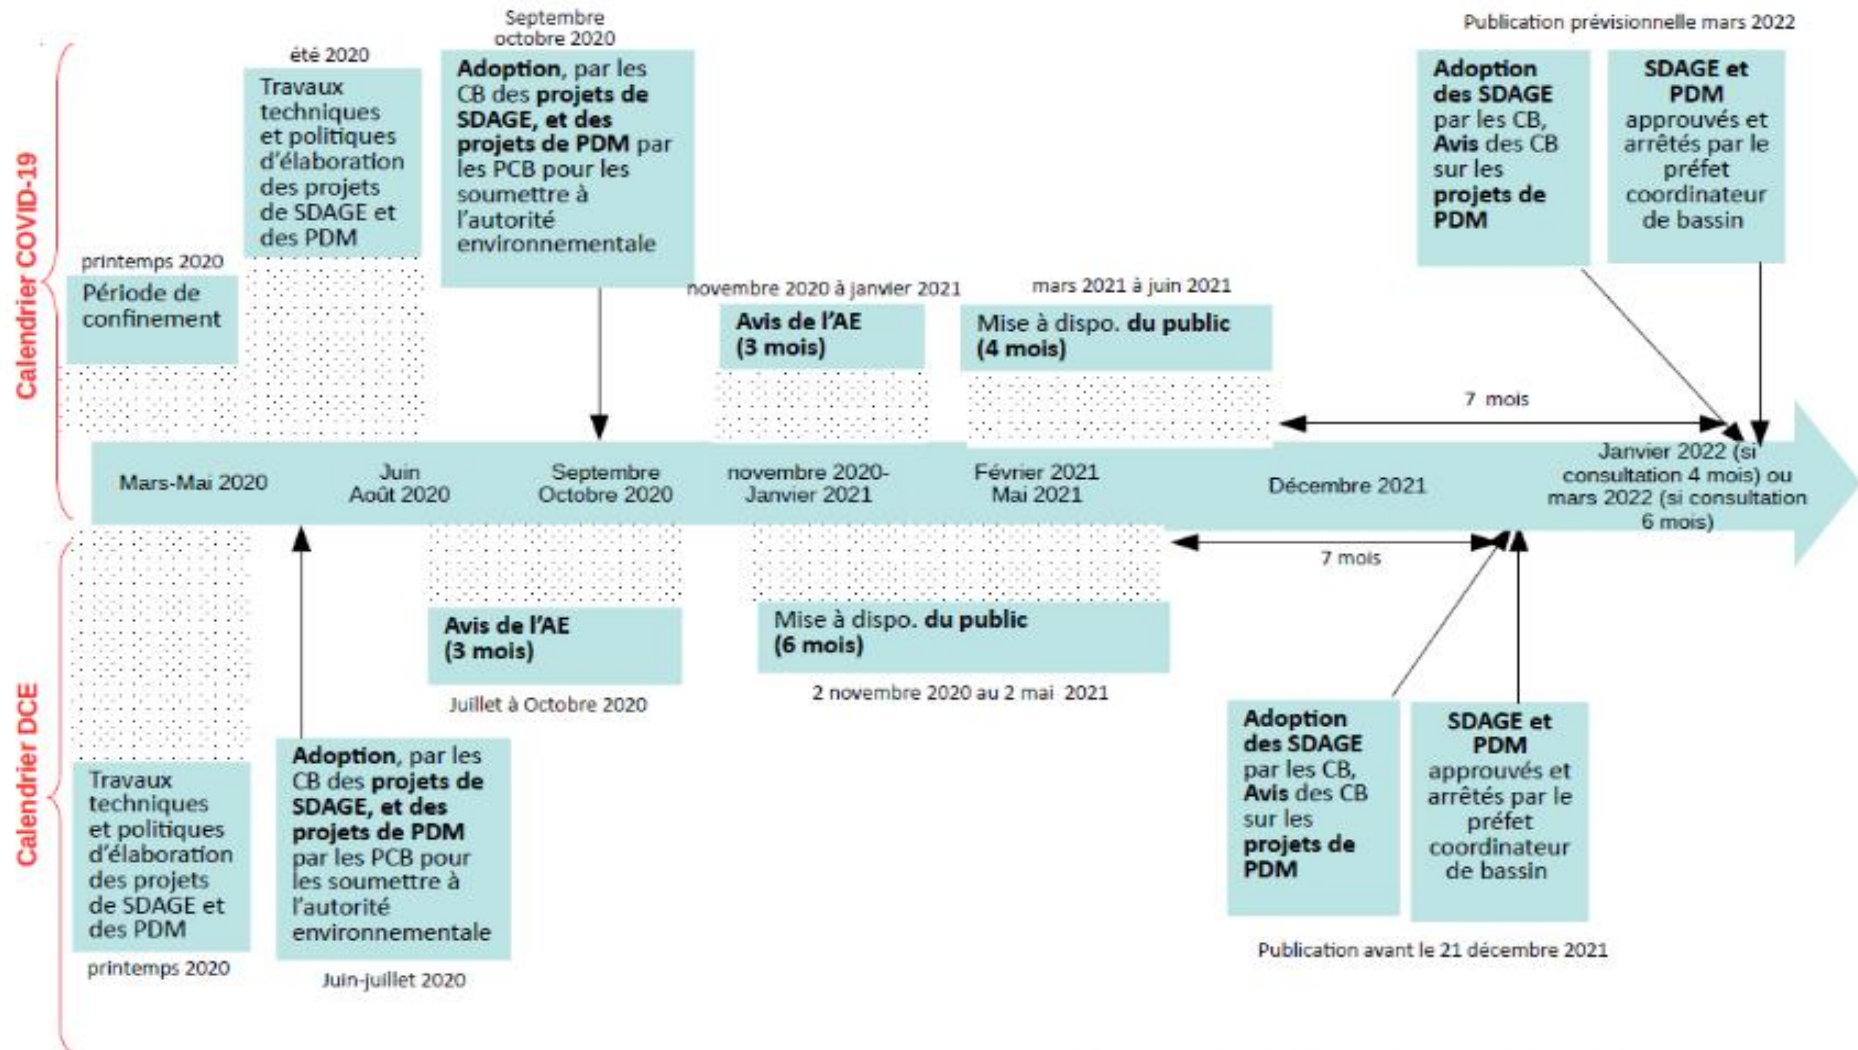 Calendrier COVID-19
printemps 2020
Période de
confinement
été 2020
Travaux
techniques
et politiques
d'élaboration
des projets
de SDAGE et
des PDM
Septembre
octobre 2020
Adoption, par les
CB des projets de
SDAGE, et des
projets de PDM par
les PCB pour les
soumettre à
l'autorité
environnementale
novembre 2020 à janvier 2021
Avis de l'AE
(3 mois)
mars 2021 à juin 2021
Mise à dispo. du public
(4 mois)
7 mois
Publication prévisionnelle mars 2022
Adoption
des SDAGE
par les CB,
Avis des CB
sur les
projets de
PDM
SDAGE et
PDM
approuvés et
arrêtés par le
préfet
coordinateur
de bassin
Mars-Mai 2020
Juin
Août 2020
Septembre
Octobre 2020
novembre 2020-
Janvier 2021
Février 2021
Mai 2021
Décembre 2021
Janvier 2022 (si
consultation 4 mois) ou
mars 2022 (si consultation
6 mois)
Calendrier DCE
Travaux
techniques
et politiques
d'élaboration
des projets
de SDAGE et
des PDM
printemps 2020
Adoption, par les
CB des projets de
SDAGE, et des
projets de PDM
par les PCB pour
les soumettre à
l'autorité
environnementale
Juin-juillet 2020
Avis de l'AE
(3 mois)
Juillet à Octobre 2020
Mise à dispo. du public
(6 mois)
2 novembre 2020 au 2 mai 2021
7 mois
Adoption
des SDAGE
par les CB,
Avis des CB
sur les
projets de
PDM
SDAGE et
PDM
approuvés et
arrêtés par le
préfet
coordinateur
de bassin
Publication avant le 21 décembre 2021